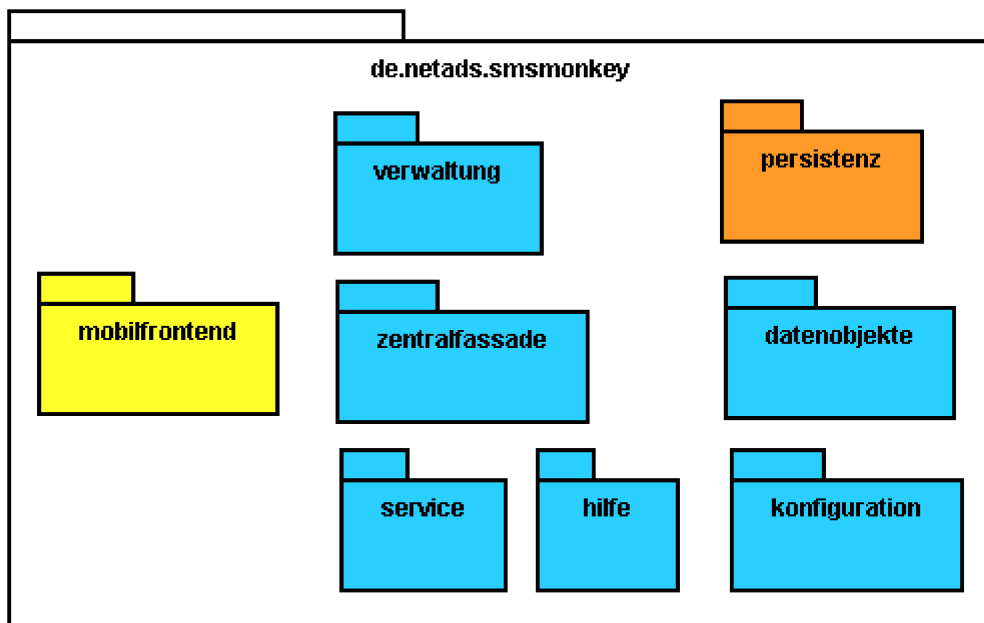 de.netads.smsmonkey
verwaltung
persistenz
mobilfrontend
zentralfassade
datenobjekte
service
hilfe
konfiguration